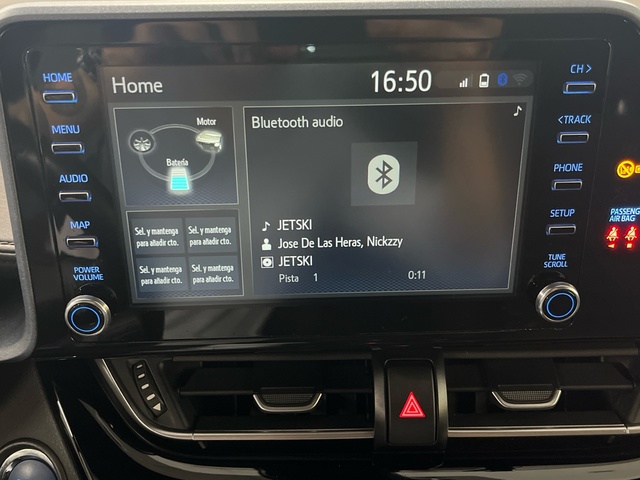 HOME
MENU
AUDIO
MAP
POWER
VOLUME
Home
16:50
Motor
Batería
Sel. y mantenga
para añadir cto.
Sel. y mantenga
para añadir cto.
Sel. y mantenga
para añadir cto.
Sel. y mantenga
para añadir cto.
Bluetooth audio
JETSKI
Jose De Las Heras, Nickzzy
JETSKI
Pista 1 0:11
CH >
< TRACK
PHONE
SETUP
TUNE
SCROLL
PASSENG
AIR BAG